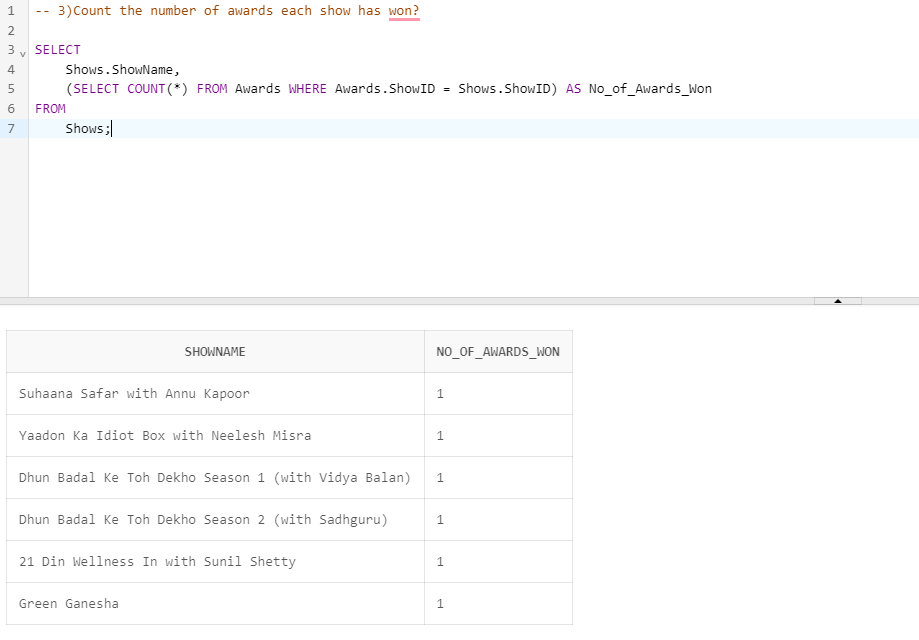 1 -- 3)Count the number of awards each show has won?
2
3 SELECT
4 Shows.ShowName,
5 (SELECT COUNT(*) FROM Awards WHERE Awards.ShowID = Shows.ShowID) AS No_of_Awards_Won
6 FROM
7 Shows;
SHOWNAME NO_OF_AWARDS_WON
Suhaana Safar with Annu Kapoor 1
Yaadon Ka Idiot Box with Neelesh Misra 1
Dhun Badal Ke Toh Dekho Season 1 (with Vidya Balan) 1
Dhun Badal Ke Toh Dekho Season 2 (with Sadhguru) 1
21 Din Wellness In with Sunil Shetty 1
Green Ganesha 1